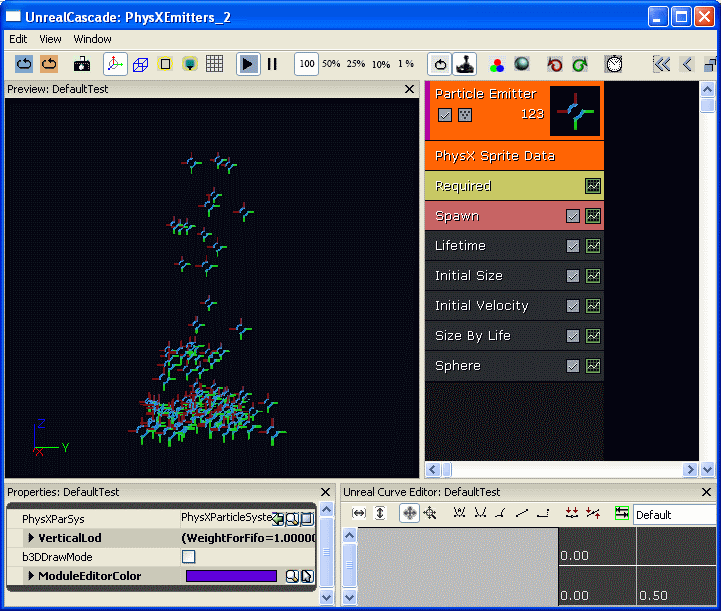 UnrealCascade: PhysXEmitters_2
Edit View Window
100 50% 25% 10% 1 %
Preview: DefaultTest
Particle Emitter
123
PhysX Sprite Data
Required
Spawn
Lifetime
Initial Size
Initial Velocity
Size By Life
Sphere
Z
Y
X
Properties: DefaultTest
PhysXParSys PhysXParticleSyste
VerticalLod (WeightForFifo=1.00000
b3DDrawMode
ModuleEditorColor
Unreal Curve Editor: DefaultTest
Default
0.00
0.00 0.50